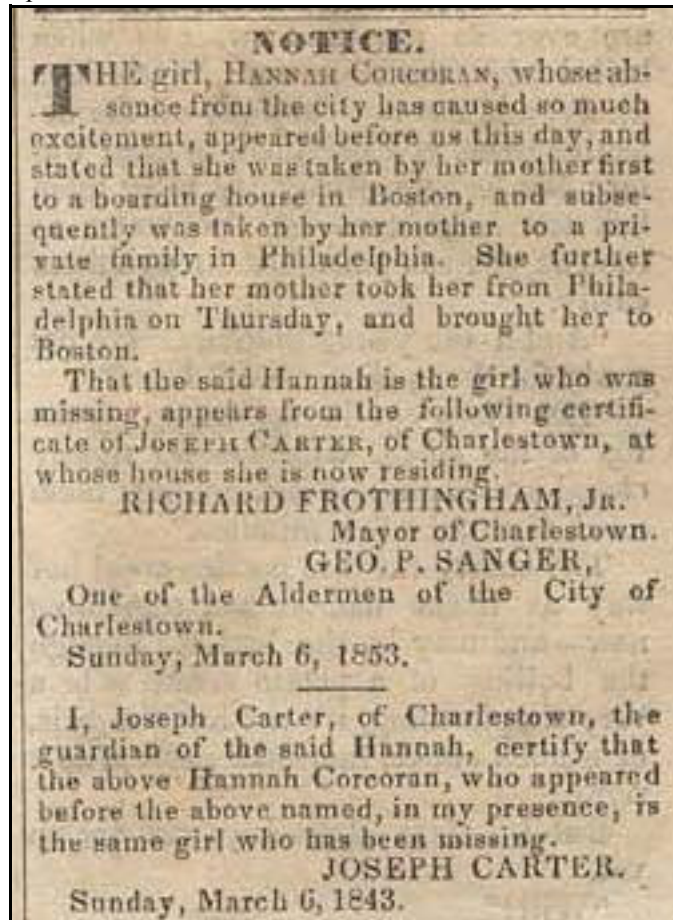 NOTICE.
THE girl, HANNAH CORCORAN, whose ab-
sence from the city has caused so much
excitement, appeared before us this day, and
stated that she was taken by her mother first
to a boarding house in Boston, and subse-
quently was taken by her mother to a pri-
vate family in Philadelphia. She further
stated that her mother took her from Phila-
delphia on Thursday, and brought her to
Boston.
That the said Hannah is the girl who was
missing, appears from the following certifi-
cate of JOSEPH CARTER, of Charlestown, at
whose house she is now residing.
RICHARD FROTHINGHAM, JR.
Mayor of Charlestown.
GEO. P. SANGER,
One of the Aldermen of the City of
Charlestown.
Sunday, March 6, 1853.
I, Joseph Carter, of Charlestown, the
guardian of the said Hannah, certify that
the above Hannah Corcoran, who appeared
before the above named, in my presence, is
the same girl who has been missing.
JOSEPH CARTER.
Sunday, March 6, 1843.